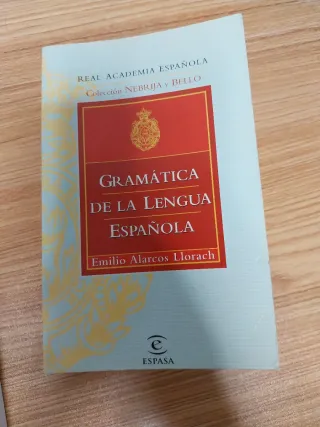 REAL ACADEMIA ESPAÑOLA
Colección NEBRIJA y BELLO
GRAMÁTICA
DE LA LENGUA
ESPAÑOLA
Emilio Alarcos Llorach
e
ESPASA